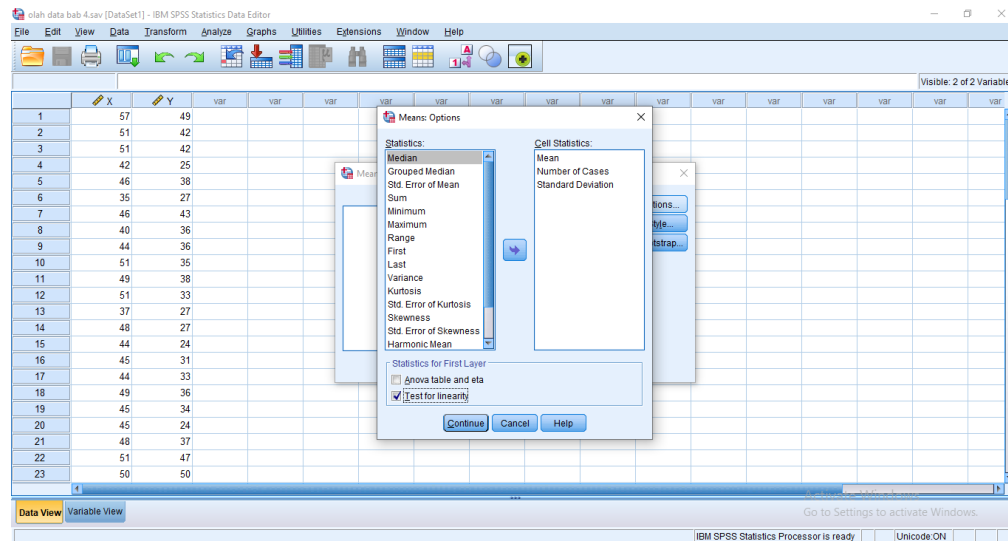 olah data bab 4.sav [DataSet1] - IBM SPSS Statistics Data Editor
File Edit View Data Transform Analyze Graphs Utilities Extensions Window Help
Visible: 2 of 2 Variable
X Y var var var var var var var var var var var var var var var
1 57 49
2 51 42
3 51 42
4 42 25
5 46 38
6 35 27
7 46 43
8 40 36
9 44 36
10 51 35
11 49 38
12 51 33
13 37 27
14 48 27
15 44 24
16 45 31
17 44 33
18 49 36
19 45 34
20 45 24
21 48 37
22 51 47
23 50 50
Mean
tions...
tyle...
tstrap...
Means: Options
Statistics:
Median
Grouped Median
Std. Error of Mean
Sum
Minimum
Maximum
Range
First
Last
Variance
Kurtosis
Std. Error of Kurtosis
Skewness
Std. Error of Skewness
Harmonic Mean
Cell Statistics:
Mean
Number of Cases
Standard Deviation
Statistics for First Layer
Anova table and eta
Test for linearity
Continue Cancel Help
Activate Windows
Go to Settings to activate Windows.
Data View Variable View
IBM SPSS Statistics Processor is ready Unicode:ON